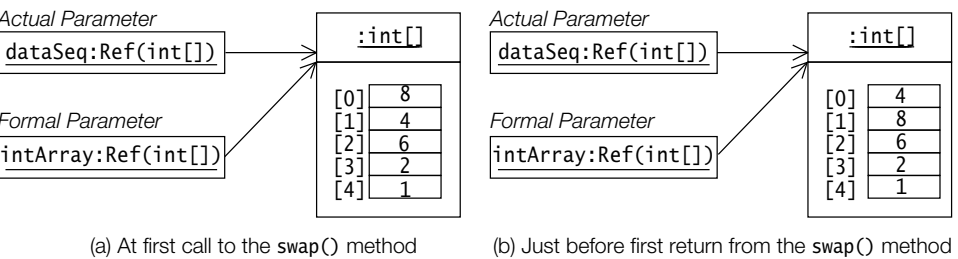 Actual Parameter
dataSeq:Ref(int[])
Formal Parameter
intArray:Ref(int[])
:int[]
[0] 8
[1] 4
[2] 6
[3] 2
[4] 1
(a) At first call to the swap() method
Actual Parameter
dataSeq:Ref(int[])
Formal Parameter
intArray:Ref(int[])
:int[]
[0] 4
[1] 8
[2] 6
[3] 2
[4] 1
(b) Just before first return from the swap() method